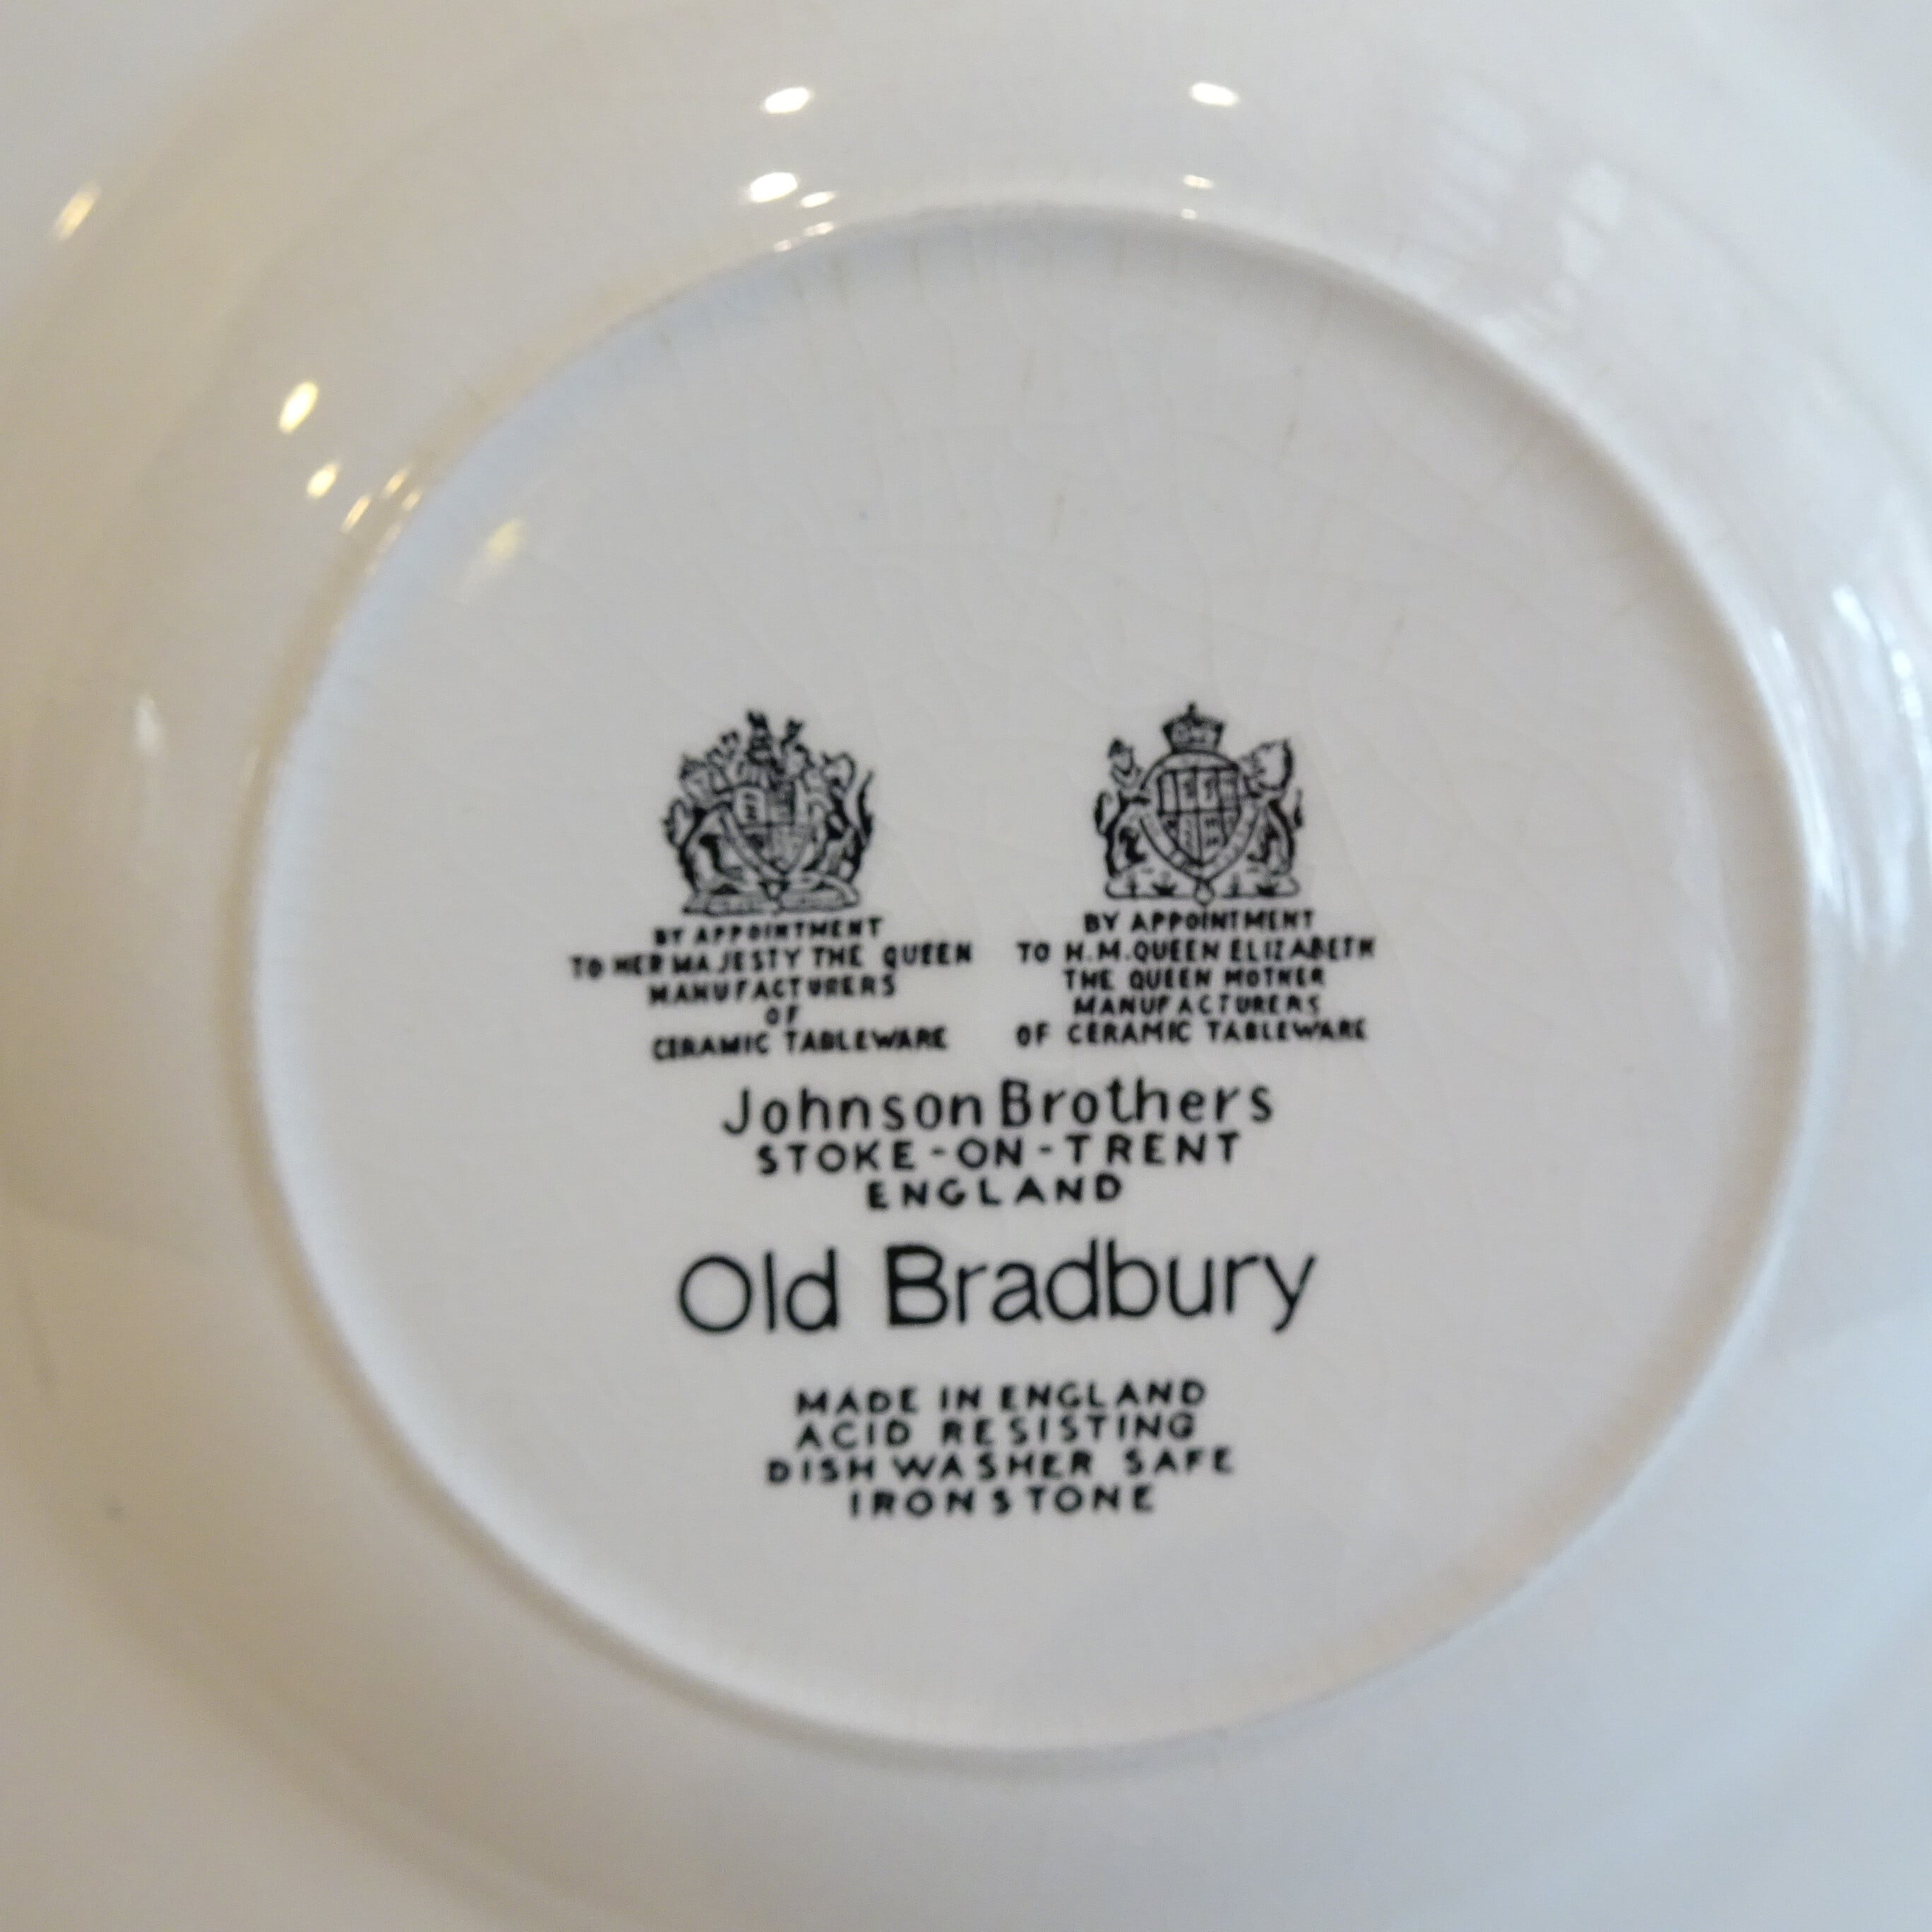 BY APPOINTMENT
TO HER MAJESTY THE QUEEN
MANUFACTURERS
OF
CERAMIC TABLEWARE
BY APPOINTMENT
TO H.M.QUEEN ELIZABETH
THE QUEEN MOTHER
MANUFACTURERS
OF CERAMIC TABLEWARE
Johnson Brothers
STOKE-ON-TRENT
ENGLAND
Old Bradbury
MADE IN ENGLAND
ACID RESISTING
DISH WASHER SAFE
IRONSTONE